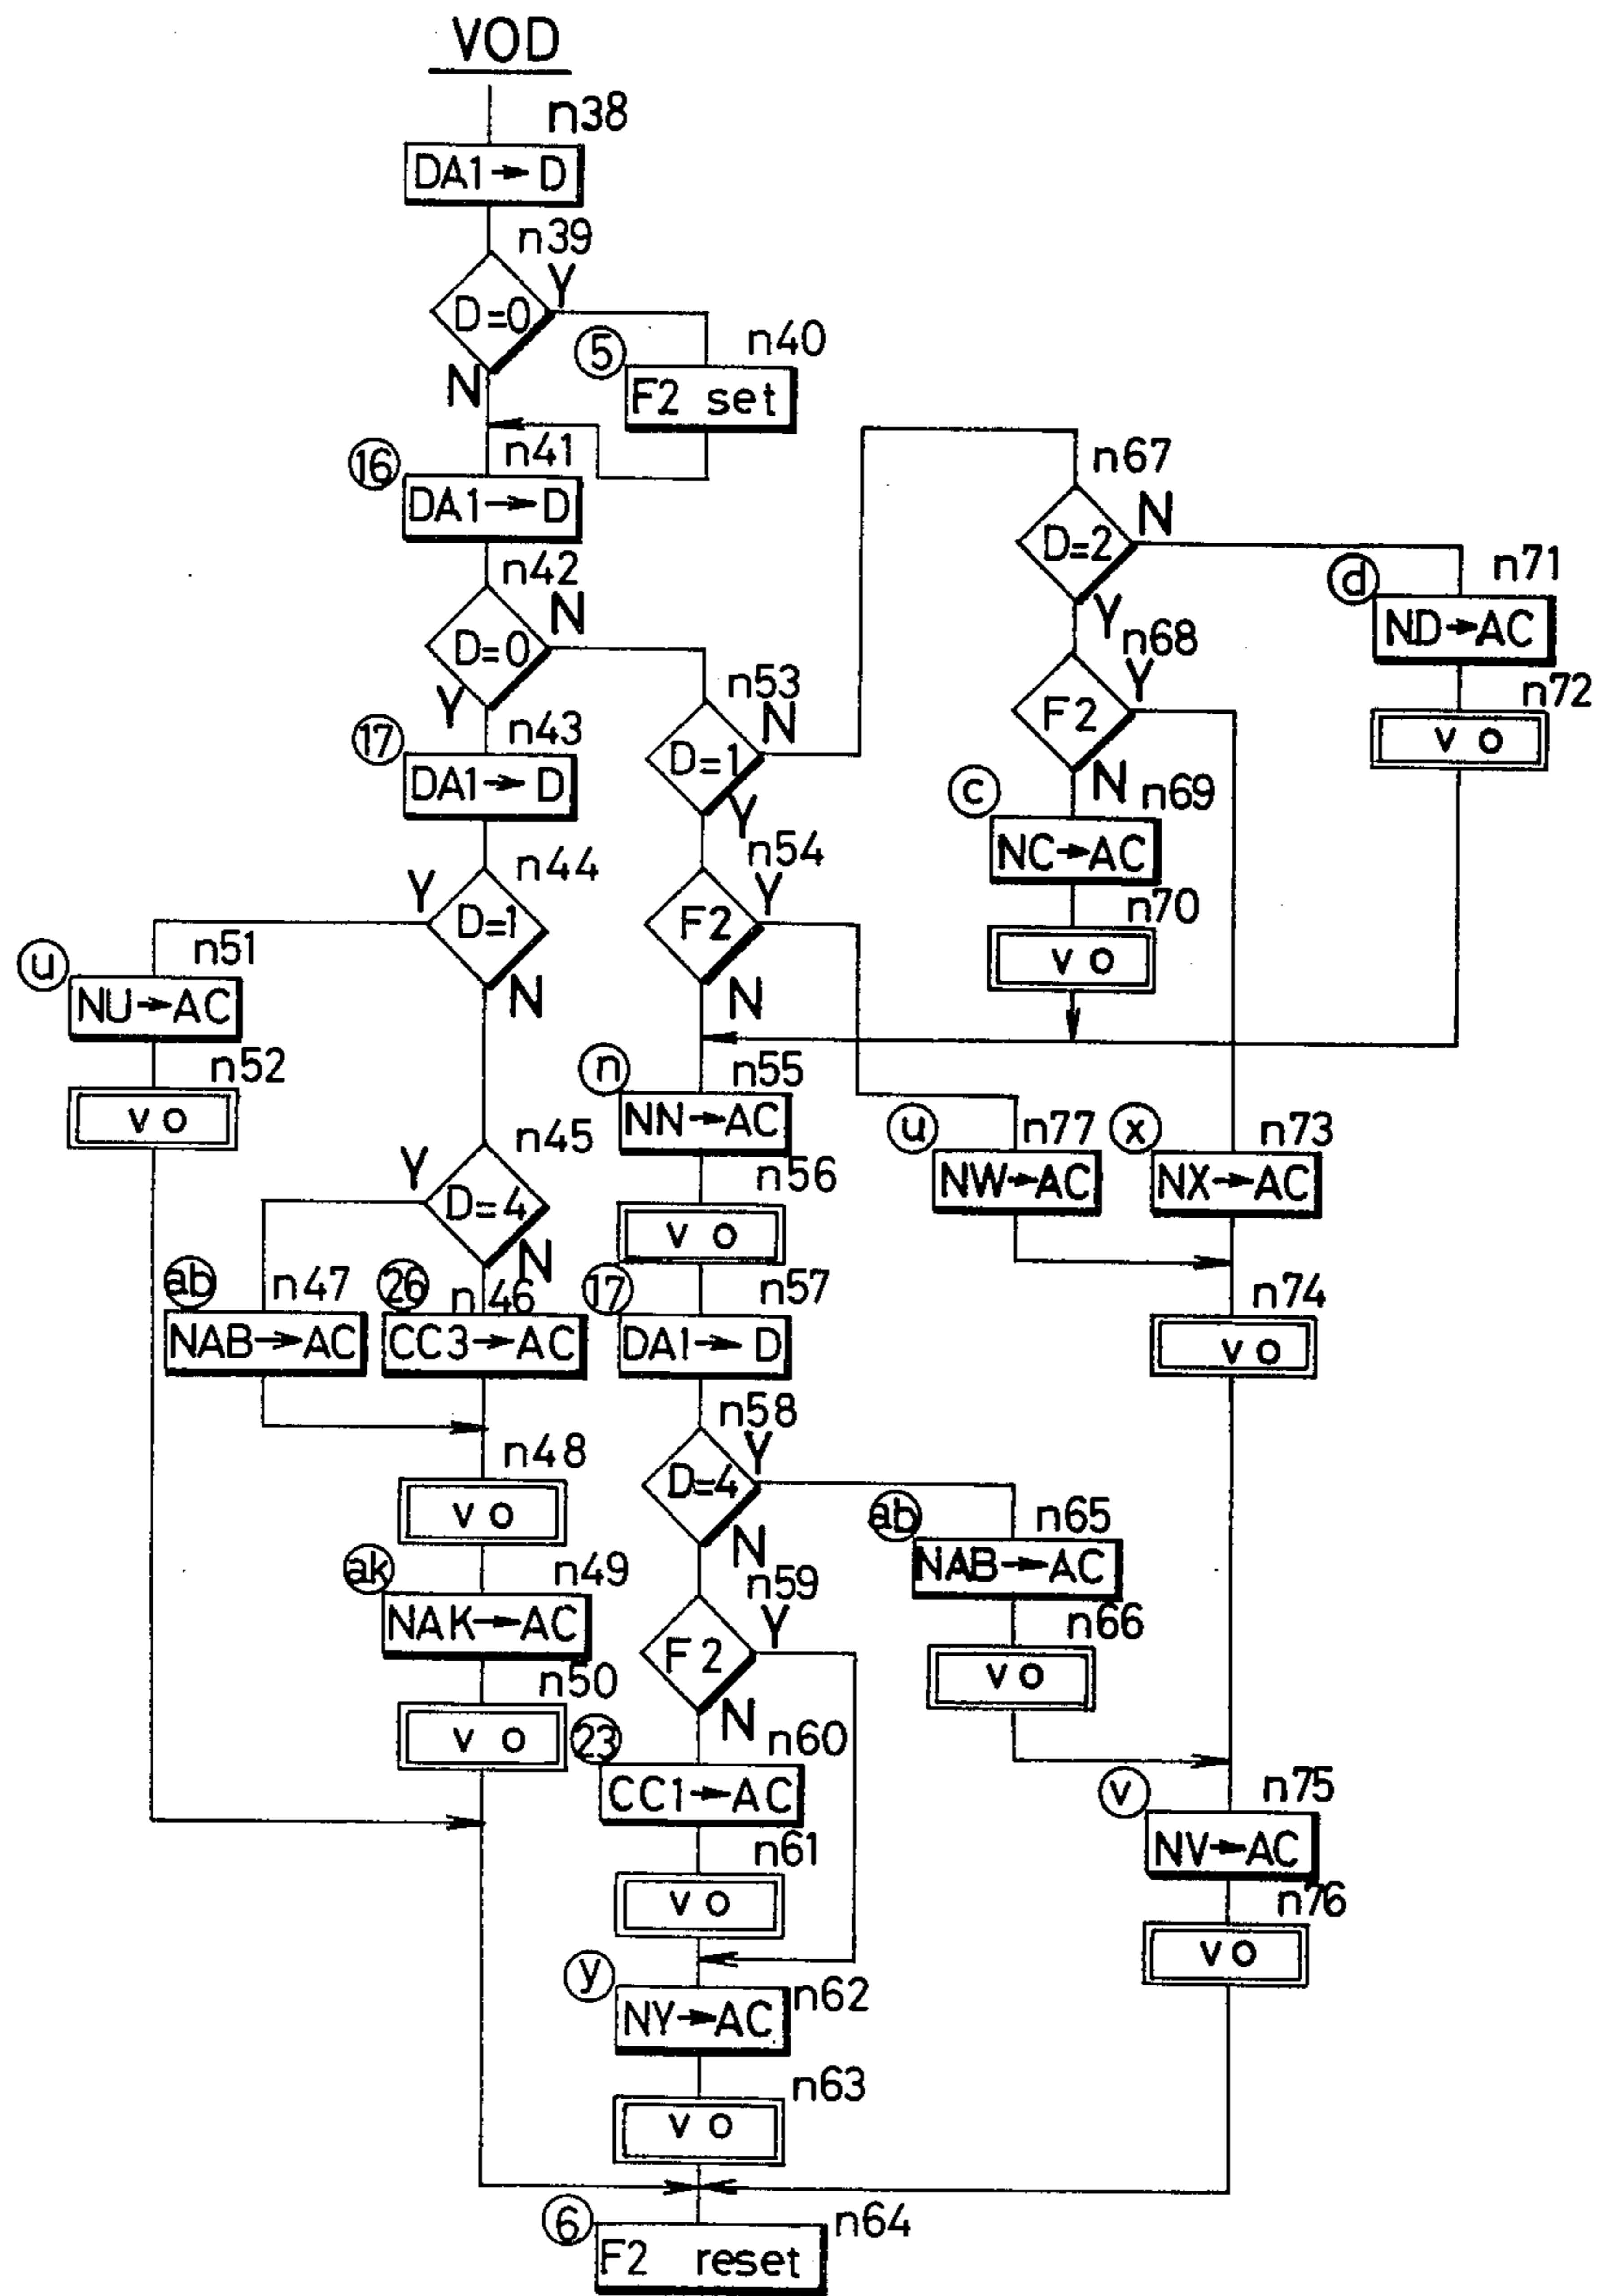 VOD
n38
DA1→D
n39
D=0
Y
N
⑤
n40
F2 set
n41
⑯
DA1→D
n42
D=0
N
Y
n43
⑰
DA1→D
n44
Y
D=1
N
n51
ⓤ
NU→AC
n52
vo
n45
Y
D=4
N
ab
n47
NAB→AC
26
n46
CC3→AC
n48
vo
ak
n49
NAK→AC
n50
vo
n53
D=1
N
Y
n54
F2
Y
N
ⓝ
n55
NN→AC
n56
vo
⑰
n57
DA1→D
n58
D=4
Y
N
n59
F2
Y
N
23
n60
CC1→AC
n61
vo
ⓨ
n62
NY→AC
n63
vo
⑥
n64
F2 reset
ab
n65
NAB→AC
n66
vo
n67
D=2
N
Y
n68
F2
Y
N
ⓒ
n69
NC→AC
n70
vo
ⓓ
n71
ND→AC
n72
vo
ⓤ
n77
NW→AC
ⓧ
n73
NX→AC
n74
vo
ⓥ
n75
NV→AC
n76
vo